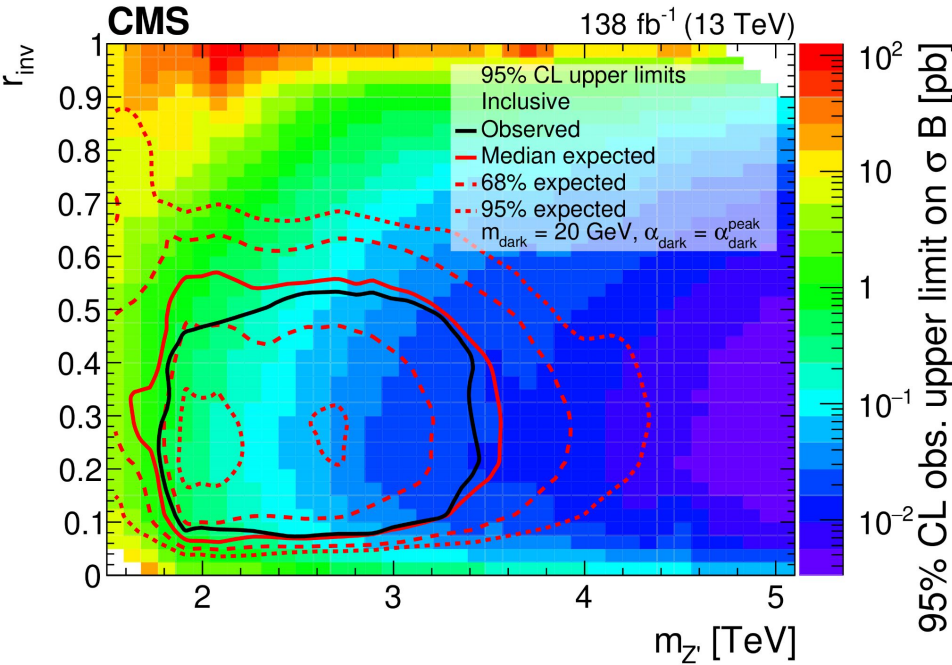 CMS 138 fb⁻¹ (13 TeV)
r_inv
1
0.9
0.8
0.7
0.6
0.5
0.4
0.3
0.2
0.1
0
95% CL upper limits
Inclusive
Observed
Median expected
68% expected
95% expected
m_dark = 20 GeV, α_dark = α_dark^peak
2 3 4 5
m_Z' [TeV]
10²
10
1
10⁻¹
10⁻²
95% CL obs. upper limit on σ B [pb]